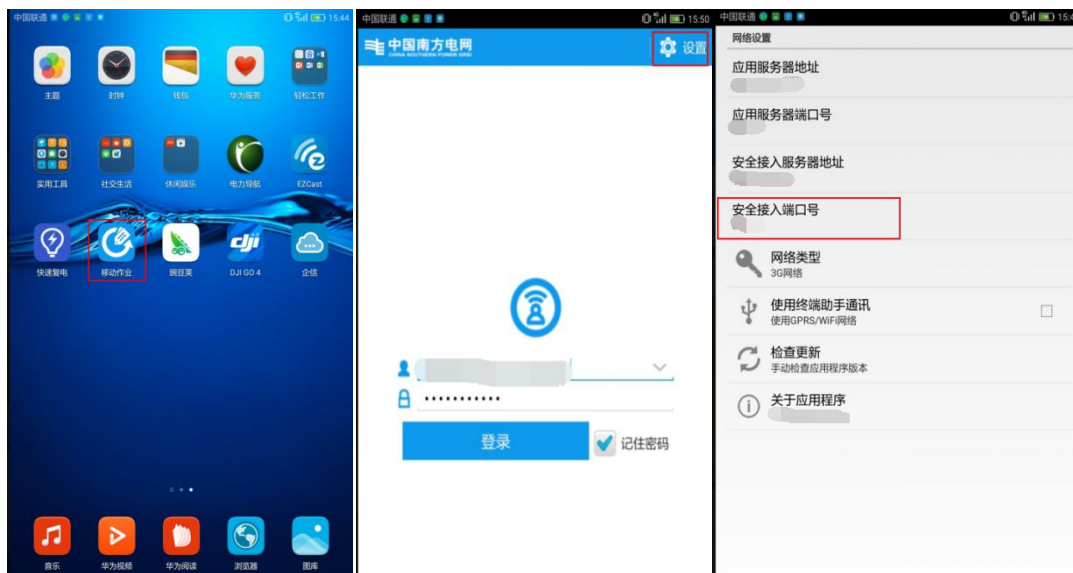 中国联通
15:44
主题
时钟
钱包
华为服务
轻松工作
实用工具
社交生活
休闲娱乐
电力导航
EZCast
快速复电
移动作业
豌豆荚
DJI GO 4
企信
音乐
华为视频
华为阅读
浏览器
图库
中国联通
15:50
中国南方电网
CHINA SOUTHERN POWER GRID
设置
登录
记住密码
中国联通
网络设置
应用服务器地址
应用服务器端口号
安全接入服务器地址
安全接入端口号
网络类型
3G网络
使用终端助手通讯
使用GPRS/WiFi网络
检查更新
手动检查应用程序版本
关于应用程序